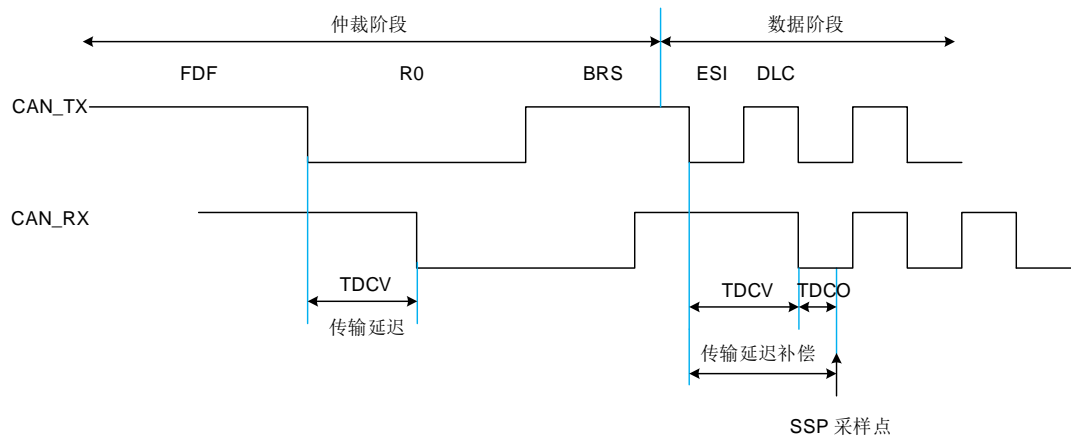 仲裁阶段
数据阶段
FDF
R0
BRS
ESI
DLC
CAN_TX
CAN_RX
TDCV
传输延迟
TDCV
TDCO
传输延迟补偿
SSP 采样点